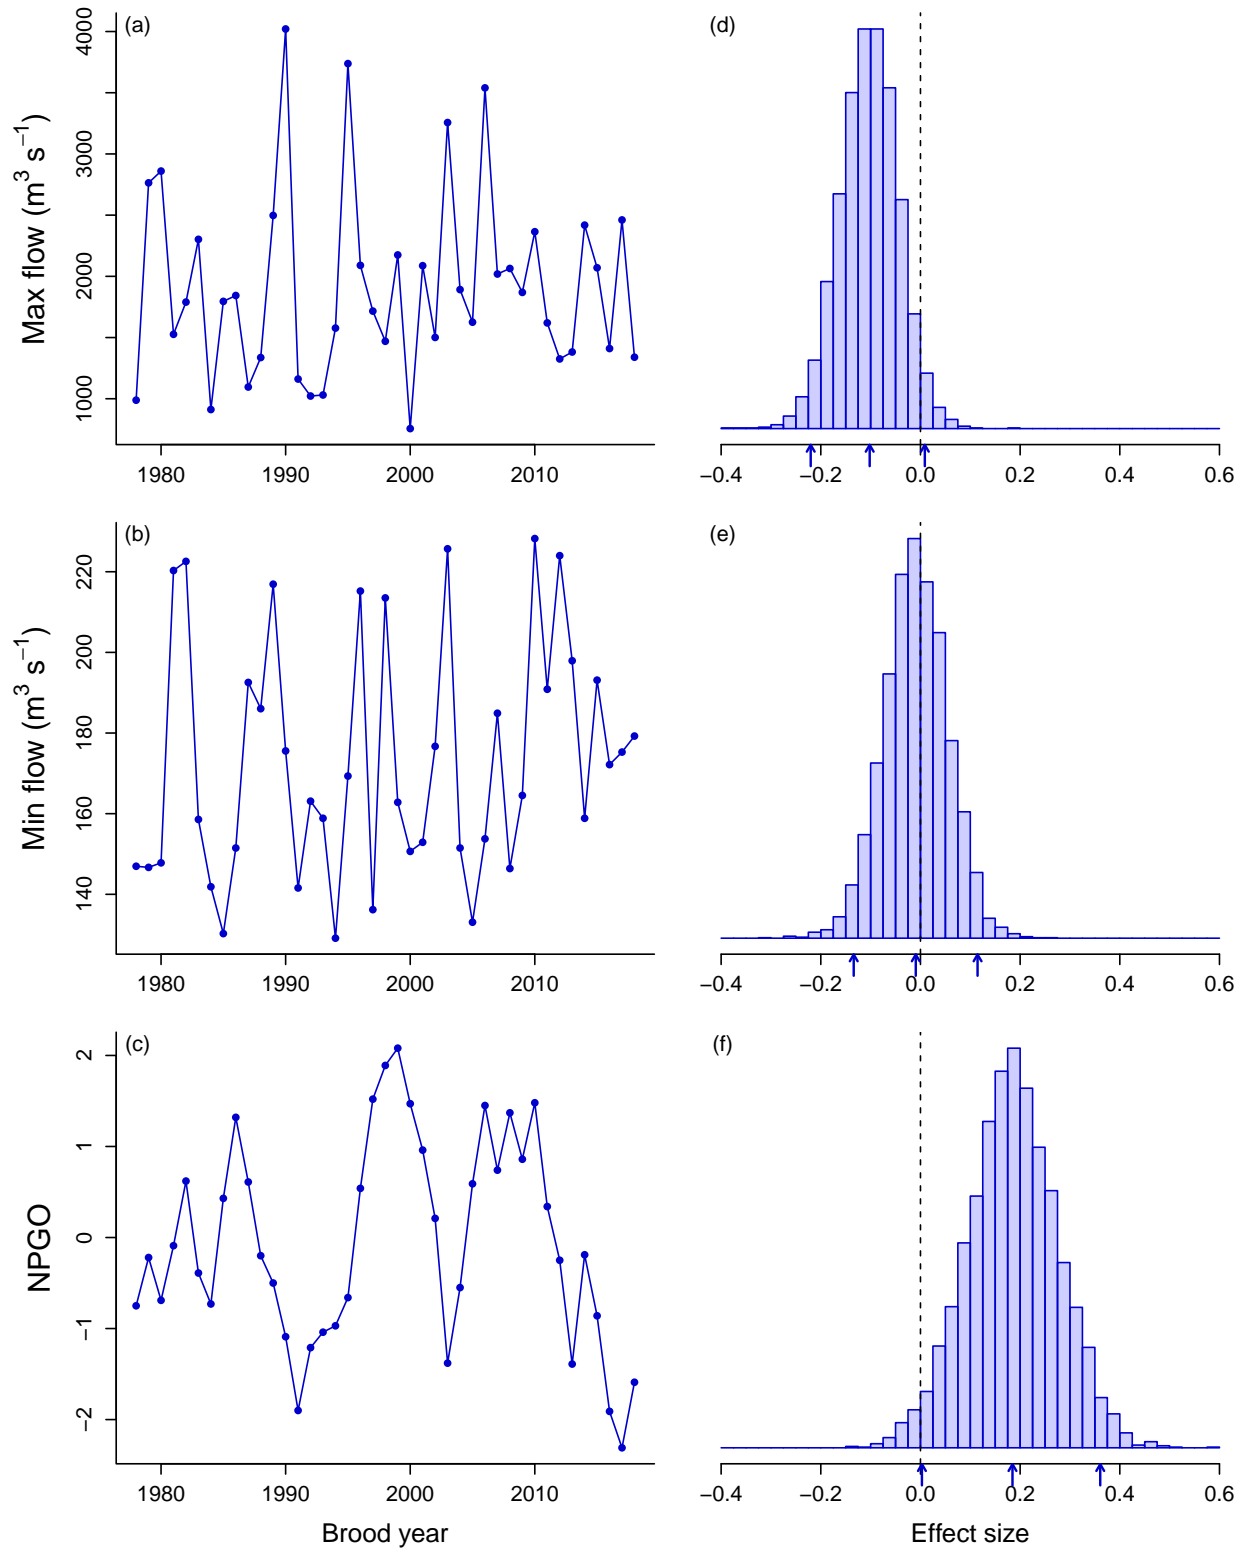 (a)
Max flow (m³ s⁻¹)
4000
3000
2000
1000
1980 1990 2000 2010
(d)
−0.4 −0.2 0.0 0.2 0.4 0.6
(b)
Min flow (m³ s⁻¹)
220
200
180
160
140
1980 1990 2000 2010
(e)
−0.4 −0.2 0.0 0.2 0.4 0.6
(c)
NPGO
2
1
0
−1
−2
1980 1990 2000 2010
Brood year
(f)
−0.4 −0.2 0.0 0.2 0.4 0.6
Effect size